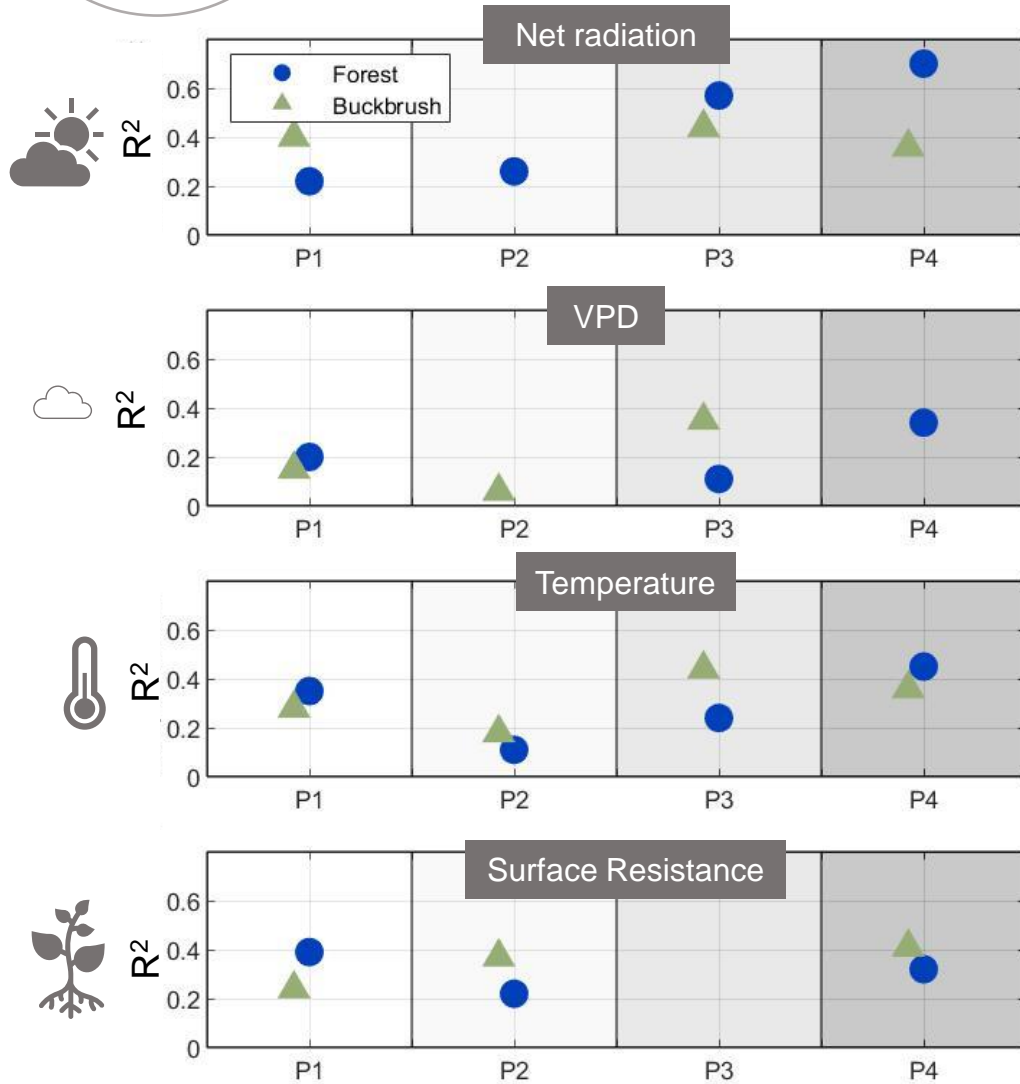 Net radiation
Forest
Buckbrush
R²
0.6
0.4
0.2
0
P1 P2 P3 P4
VPD
R²
0.6
0.4
0.2
0
P1 P2 P3 P4
Temperature
R²
0.6
0.4
0.2
0
P1 P2 P3 P4
Surface Resistance
R²
0.6
0.4
0.2
0
P1 P2 P3 P4